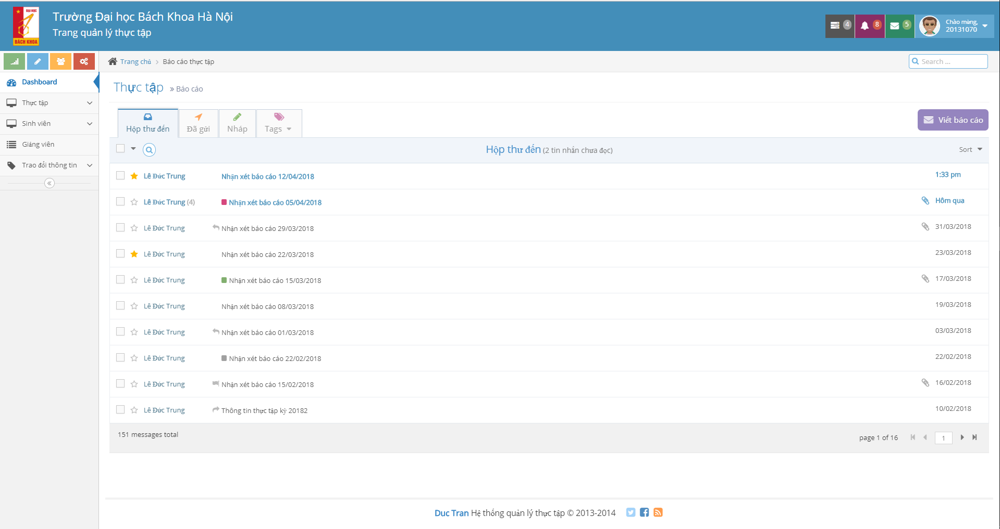 Trường Đại học Bách Khoa Hà Nội
Trang quản lý thực tập
ĐẠI HỌC
BÁCH KHOA
4
8
5
Chào mừng,
20131070
Trang chủ
Báo cáo thực tập
Search ...
Dashboard
Thực tập
Sinh viên
Giảng viên
Trao đổi thông tin
Thực tập » Báo cáo
Hộp thư đến
Đã gửi
Nháp
Tags
Viết báo cáo
Hộp thư đến (2 tin nhắn chưa đọc)
Sort
Lê Đức Trung Nhận xét báo cáo 12/04/2018 1:33 pm
Lê Đức Trung (4) Nhận xét báo cáo 05/04/2018 Hôm qua
Lê Đức Trung Nhận xét báo cáo 29/03/2018 31/03/2018
Lê Đức Trung Nhận xét báo cáo 22/03/2018 23/03/2018
Lê Đức Trung Nhận xét báo cáo 15/03/2018 17/03/2018
Lê Đức Trung Nhận xét báo cáo 08/03/2018 19/03/2018
Lê Đức Trung Nhận xét báo cáo 01/03/2018 03/03/2018
Lê Đức Trung Nhận xét báo cáo 22/02/2018 22/02/2018
Lê Đức Trung Nhận xét báo cáo 15/02/2018 16/02/2018
Lê Đức Trung Thông tin thực tập kỳ 20182 10/02/2018
151 messages total
page 1 of 16
1
Duc Tran Hệ thống quản lý thực tập © 2013-2014